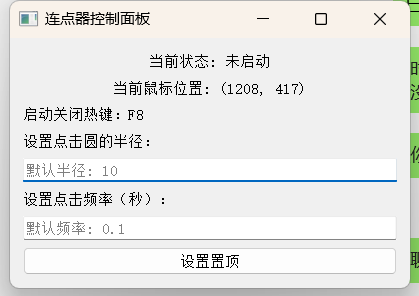 连点器控制面板
当前状态: 未启动
当前鼠标位置: (1208, 417)
启动关闭热键: F8
设置点击圆的半径:
默认半径: 10
设置点击频率（秒）:
默认频率: 0.1
设置置顶